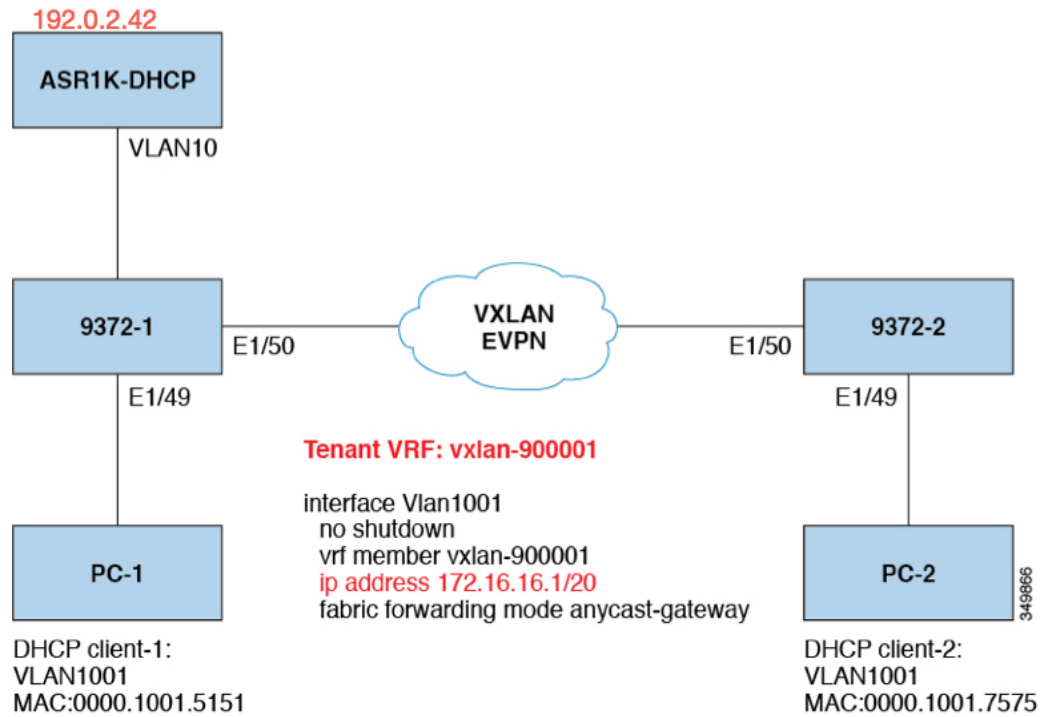 192.0.2.42
ASR1K-DHCP
VLAN10
9372-1
E1/50
VXLAN
EVPN
E1/50
9372-2
E1/49
E1/49
Tenant VRF: vxlan-900001
interface Vlan1001
no shutdown
vrf member vxlan-900001
ip address 172.16.16.1/20
fabric forwarding mode anycast-gateway
PC-1
PC-2
349866
DHCP client-1:
VLAN1001
MAC:0000.1001.5151
DHCP client-2:
VLAN1001
MAC:0000.1001.7575